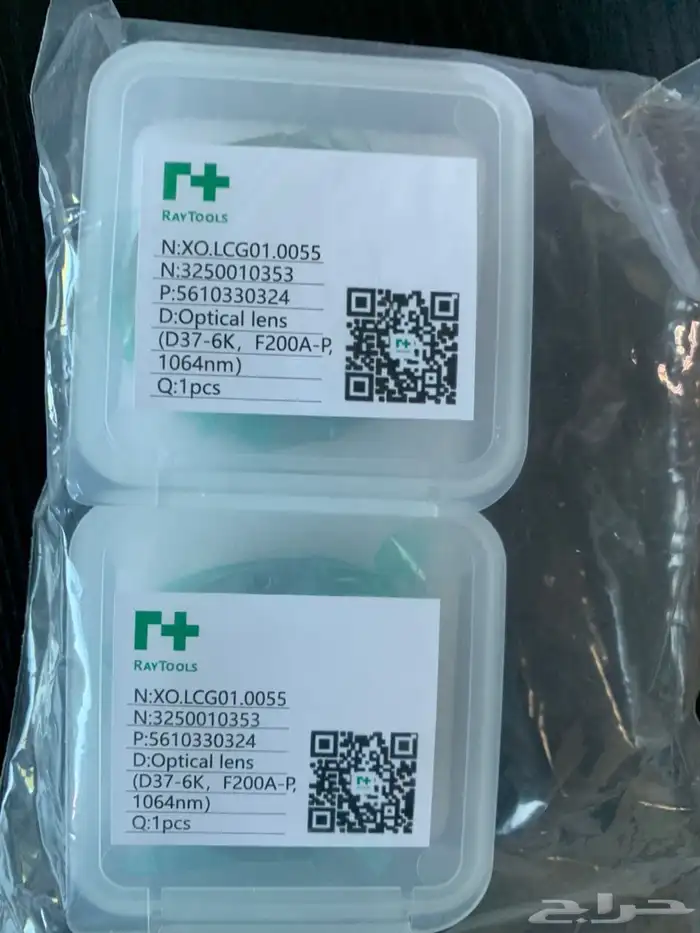 r+
RAYTOOLS
N:XO.LCG01.0055
N:3250010353
P:5610330324
D:Optical lens
(D37-6K, F200A-P,
1064nm)
Q:1pcs
r+
RAYTOOLS
N:XO.LCG01.0055
N:3250010353
P:5610330324
D:Optical lens
(D37-6K, F200A-P,
1064nm)
Q:1pcs
حراج